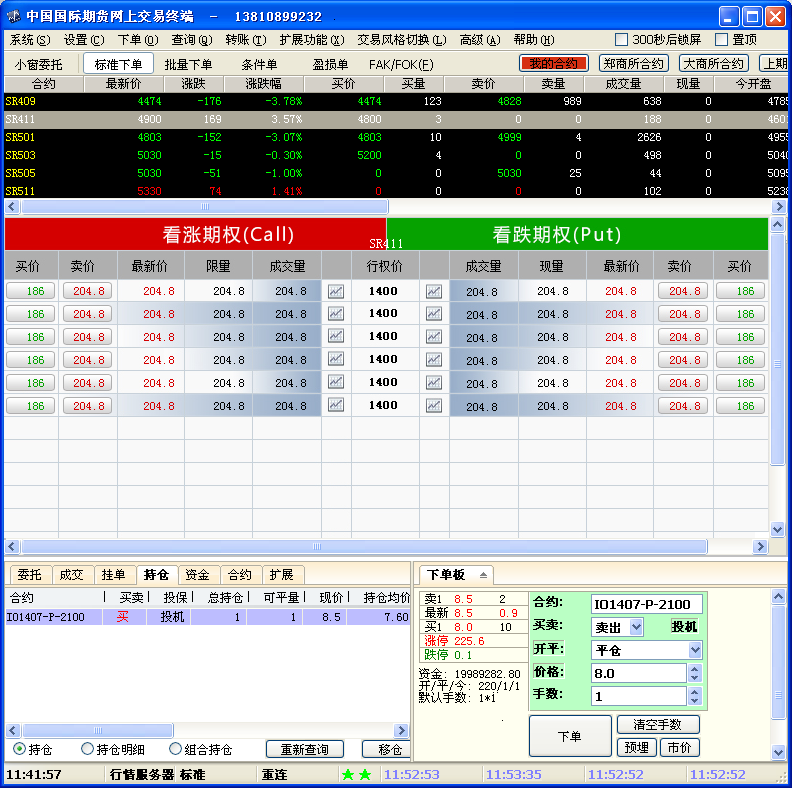 中国国际期货网上交易终端 － 13810899232
系统(S) 设置(C) 下单(O) 查询(Q) 转账(T) 扩展功能(X) 交易风格切换(L) 高级(A) 帮助(H) 300秒后锁屏 置顶
小窗委托 标准下单 批量下单 条件单 盈损单 FAK/FOK(E) 我的合约 郑商所合约 大商所合约 上期
合约 最新价 涨跌 涨跌幅 买价 买量 卖价 卖量 成交量 现量 今开盘
SR409 4474 -176 -3.78% 4474 123 4828 989 638 0 4785
SR411 4900 169 3.57% 4800 3 0 0 188 0 4601
SR501 4803 -152 -3.07% 4803 10 4999 4 2626 0 4955
SR503 5030 -15 -0.30% 5200 4 0 0 498 0 5040
SR505 5030 -51 -1.00% 0 0 5030 25 44 0 5095
SR511 5330 74 1.41% 0 0 0 0 102 0 5238
看涨期权(Call) SR411 看跌期权(Put)
买价 卖价 最新价 限量 成交量 行权价 成交量 现量 最新价 卖价 买价
186 204.8 204.8 204.8 204.8 1400 204.8 204.8 204.8 204.8 186
186 204.8 204.8 204.8 204.8 1400 204.8 204.8 204.8 204.8 186
186 204.8 204.8 204.8 204.8 1400 204.8 204.8 204.8 204.8 186
186 204.8 204.8 204.8 204.8 1400 204.8 204.8 204.8 204.8 186
186 204.8 204.8 204.8 204.8 1400 204.8 204.8 204.8 204.8 186
186 204.8 204.8 204.8 204.8 1400 204.8 204.8 204.8 204.8 186
委托 成交 挂单 持仓 资金 合约 扩展
合约 买卖 投保 总持仓 可平量 现价 持仓均价
IO1407-P-2100 买 投机 1 1 8.5 7.60
持仓 持仓明细 组合持仓 重新查询 移仓
下单板
卖1 8.5 2
最新 8.5 0.9
买1 8.0 10
涨停 225.6
跌停 0.1
资金: 19989282.80
开/平/今: 220/1/1
默认手数: 1*1
合约: IO1407-P-2100
买卖: 卖出 投机
开平: 平仓
价格: 8.0
手数: 1
下单 清空手数
预埋 市价
11:41:57 行情服务器 标准 重连 11:52:53 11:53:35 11:52:52 11:52:52